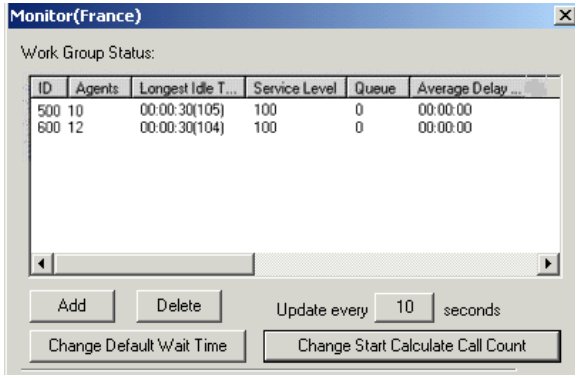 Monitor(France)
Work Group Status:
ID Agents Longest Idle T... Service Level Queue Average Delay ...
500 10 00:00:30(105) 100 0 00:00:00
600 12 00:00:30(104) 100 0 00:00:00
Add Delete Update every 10 seconds
Change Default Wait Time Change Start Calculate Call Count